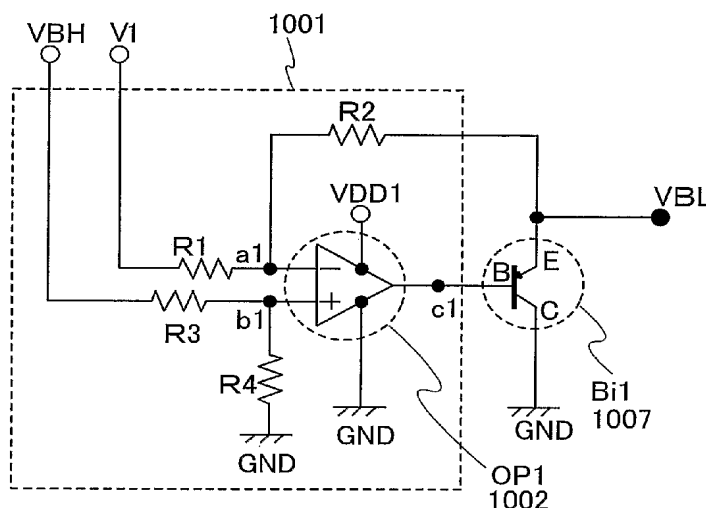 VBH
V1
1001
R2
VDD1
VBL
R1
a1
−
B
E
R3
b1
+
c1
C
R4
GND
GND
GND
Bi1
1007
OP1
1002